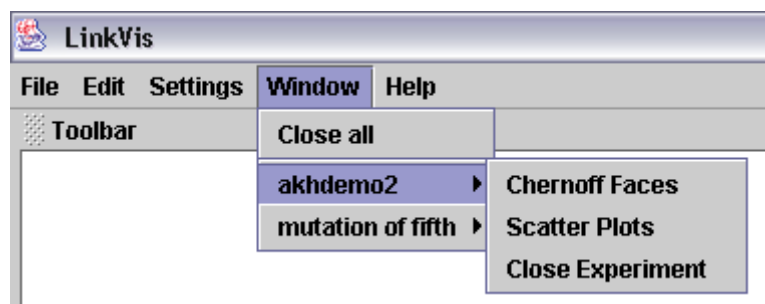 LinkVis
File Edit Settings Window Help
Toolbar
Close all
akhdemo2
mutation of fifth
Chernoff Faces
Scatter Plots
Close Experiment